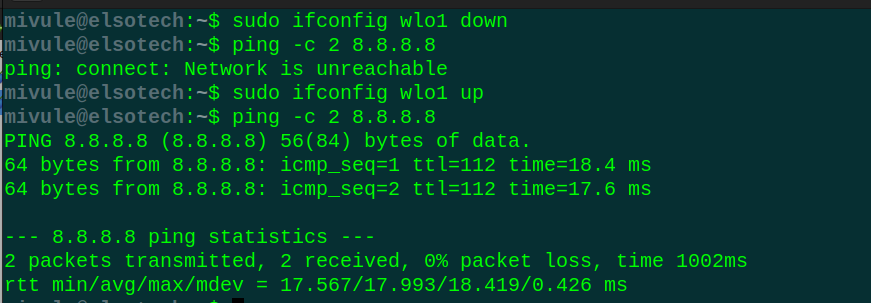 mivule@elsotech:~$ sudo ifconfig wlo1 down
mivule@elsotech:~$ ping -c 2 8.8.8.8
ping: connect: Network is unreachable
mivule@elsotech:~$ sudo ifconfig wlo1 up
mivule@elsotech:~$ ping -c 2 8.8.8.8
PING 8.8.8.8 (8.8.8.8) 56(84) bytes of data.
64 bytes from 8.8.8.8: icmp_seq=1 ttl=112 time=18.4 ms
64 bytes from 8.8.8.8: icmp_seq=2 ttl=112 time=17.6 ms
--- 8.8.8.8 ping statistics ---
2 packets transmitted, 2 received, 0% packet loss, time 1002ms
rtt min/avg/max/mdev = 17.567/17.993/18.419/0.426 ms
mivule@elsotech:~$